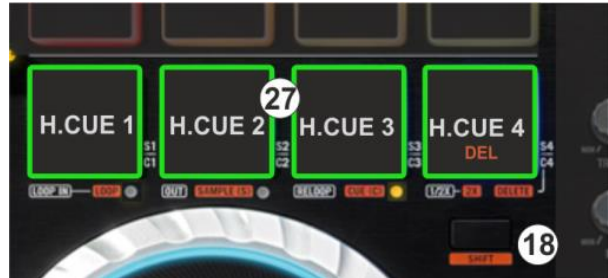 27
H.CUE 1
H.CUE 2
H.CUE 3
H.CUE 4
DEL
S1
C1
S2
C2
S3
C3
S4
C4
LOOP IN LOOP
OUT SAMPLE (S)
RELOOP CUE (C)
1/2X 2X DELETE
SHIFT
18